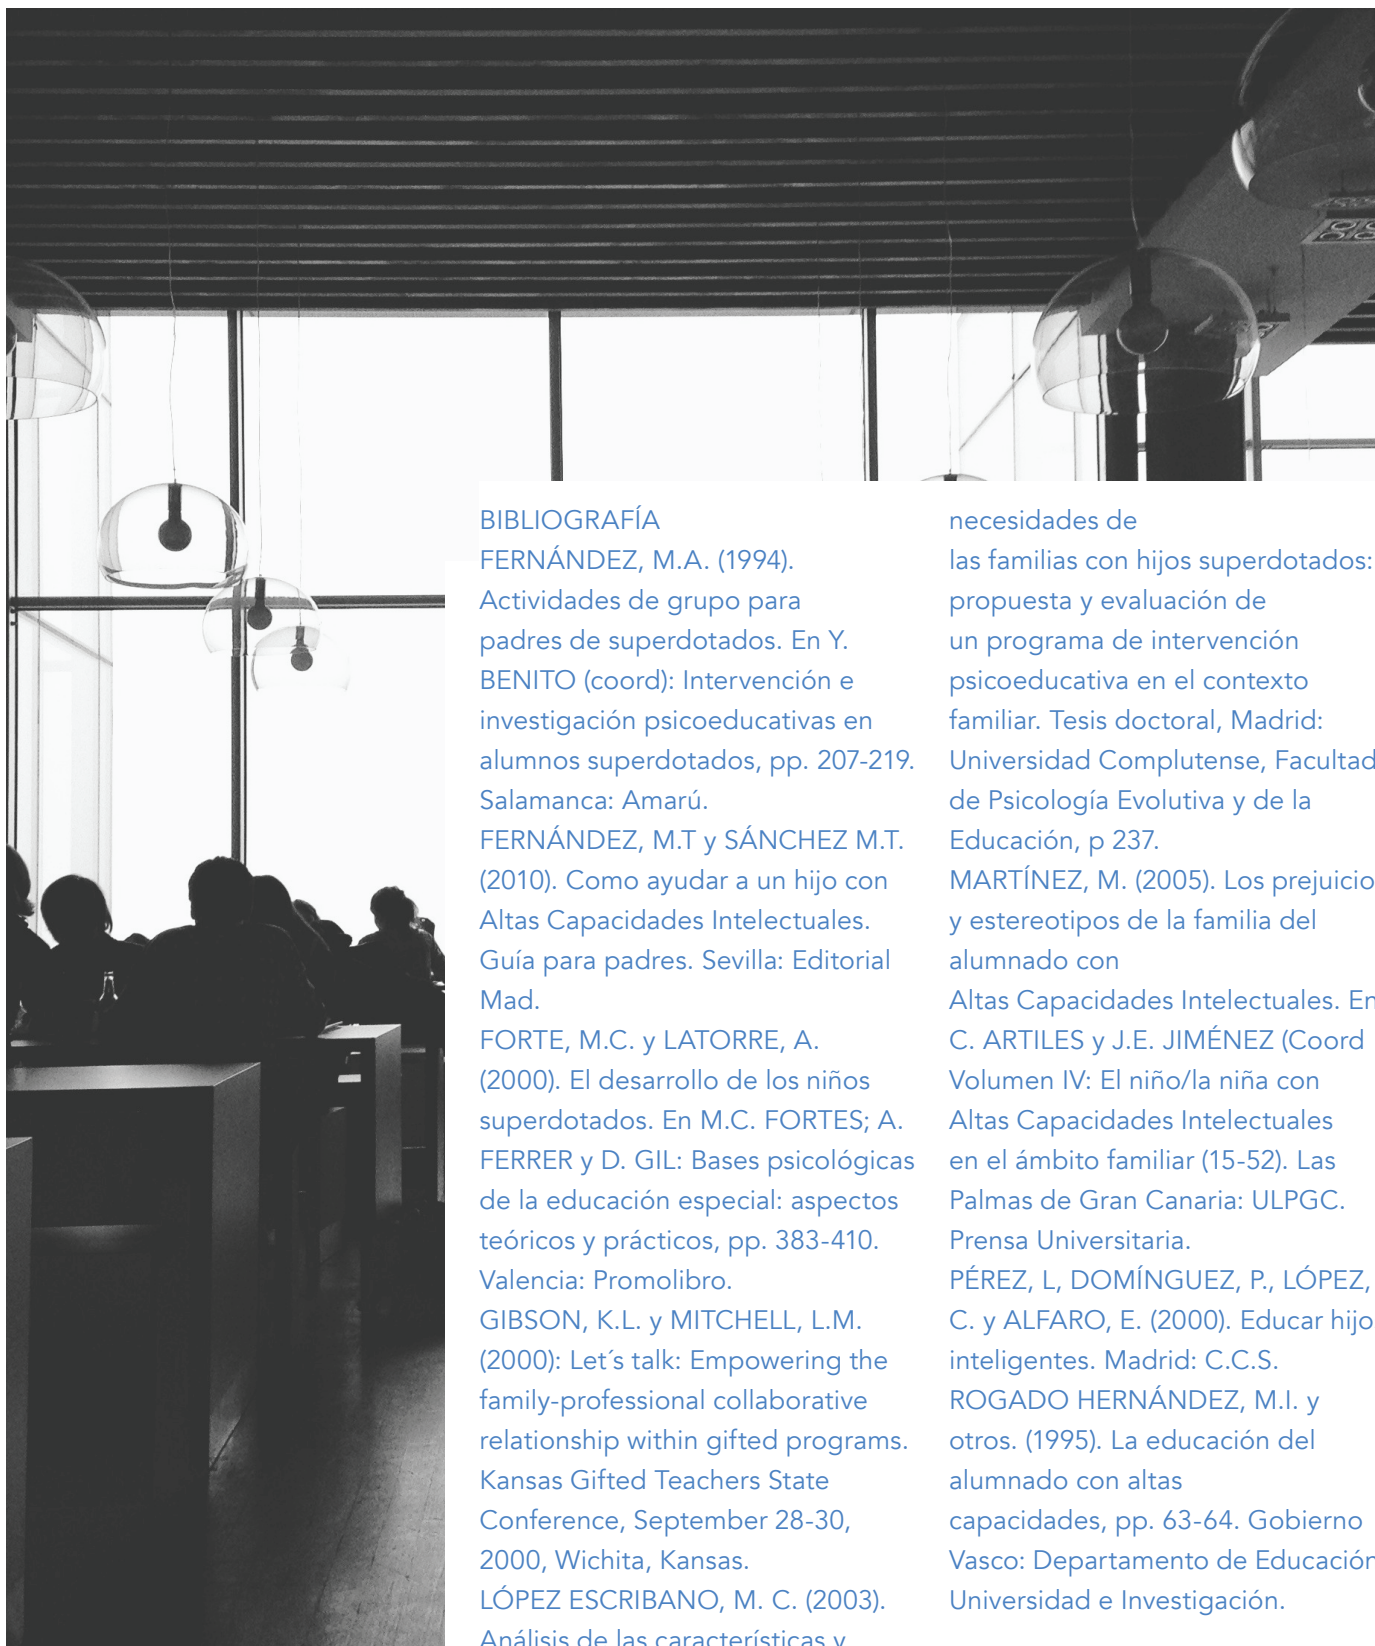 BIBLIOGRAFÍA
FERNÁNDEZ, M.A. (1994).
Actividades de grupo para
padres de superdotados. En Y.
BENITO (coord): Intervención e
investigación psicoeducativas en
alumnos superdotados, pp. 207-219.
Salamanca: Amarú.
FERNÁNDEZ, M.T y SÁNCHEZ M.T.
(2010). Como ayudar a un hijo con
Altas Capacidades Intelectuales.
Guía para padres. Sevilla: Editorial
Mad.
FORTE, M.C. y LATORRE, A.
(2000). El desarrollo de los niños
superdotados. En M.C. FORTES; A.
FERRER y D. GIL: Bases psicológicas
de la educación especial: aspectos
teóricos y prácticos, pp. 383-410.
Valencia: Promolibro.
GIBSON, K.L. y MITCHELL, L.M.
(2000): Let´s talk: Empowering the
family-professional collaborative
relationship within gifted programs.
Kansas Gifted Teachers State
Conference, September 28-30,
2000, Wichita, Kansas.
LÓPEZ ESCRIBANO, M. C. (2003).
Análisis de las características y
necesidades de
las familias con hijos superdotados:
propuesta y evaluación de
un programa de intervención
psicoeducativa en el contexto
familiar. Tesis doctoral, Madrid:
Universidad Complutense, Facultad
de Psicología Evolutiva y de la
Educación, p 237.
MARTÍNEZ, M. (2005). Los prejuicio
y estereotipos de la familia del
alumnado con
Altas Capacidades Intelectuales. En
C. ARTILES y J.E. JIMÉNEZ (Coord
Volumen IV: El niño/la niña con
Altas Capacidades Intelectuales
en el ámbito familiar (15-52). Las
Palmas de Gran Canaria: ULPGC.
Prensa Universitaria.
PÉREZ, L, DOMÍNGUEZ, P., LÓPEZ,
C. y ALFARO, E. (2000). Educar hijo
inteligentes. Madrid: C.C.S.
ROGADO HERNÁNDEZ, M.I. y
otros. (1995). La educación del
alumnado con altas
capacidades, pp. 63-64. Gobierno
Vasco: Departamento de Educación
Universidad e Investigación.